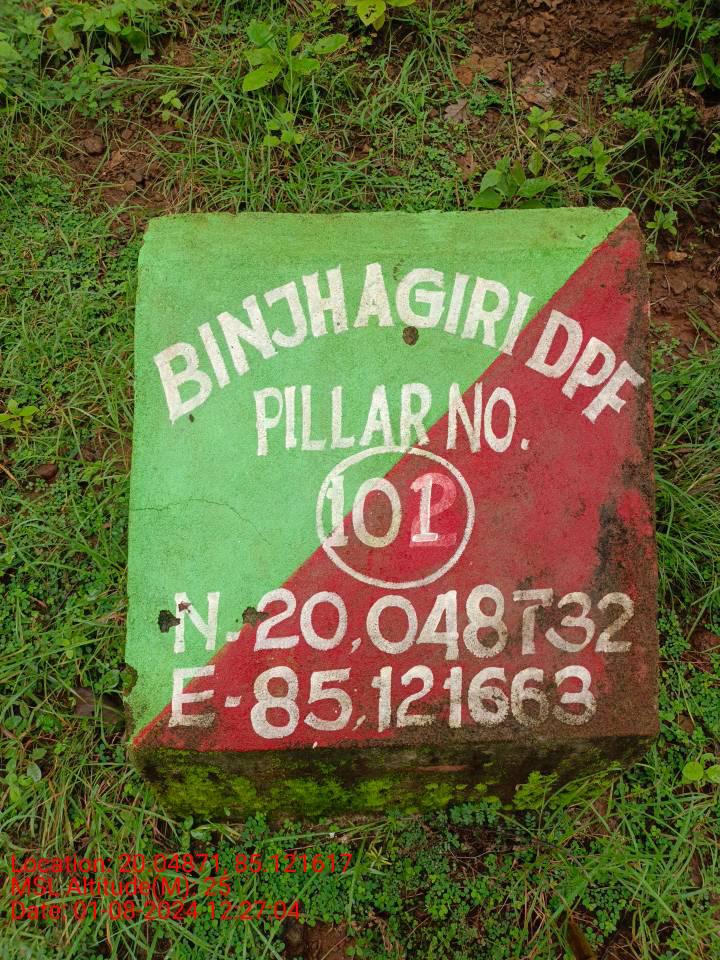 BINJHAGIRI DPF
PILLAR NO.
101
N-20,048732
E-85,121663
Location: 20.04871, 85.121617
MSL Altitude(M): 25
Date: 01-08-2024 12:27:04